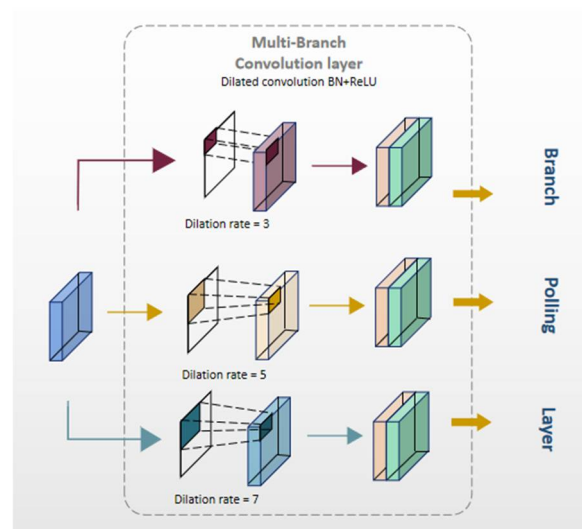 Multi-Branch
Convolution layer
Dilated convolution BN+ReLU
Dilation rate = 3
Dilation rate = 5
Dilation rate = 7
Branch
Polling
Layer